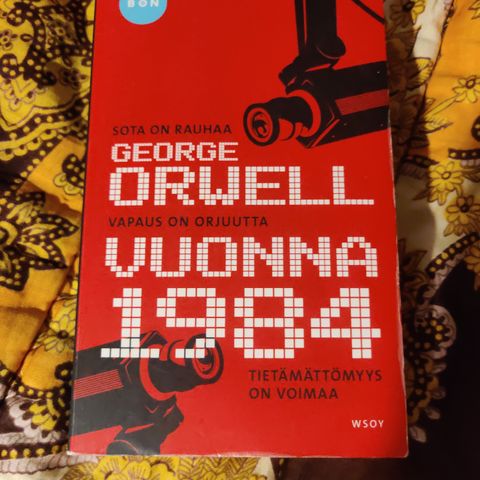 BON
SOTA ON RAUHAA
GEORGE
ORWELL
VAPAUS ON ORJUUTTA
VUONNA
1984
TIETÄMÄTTÖMYYS
ON VOIMAA
WSOY